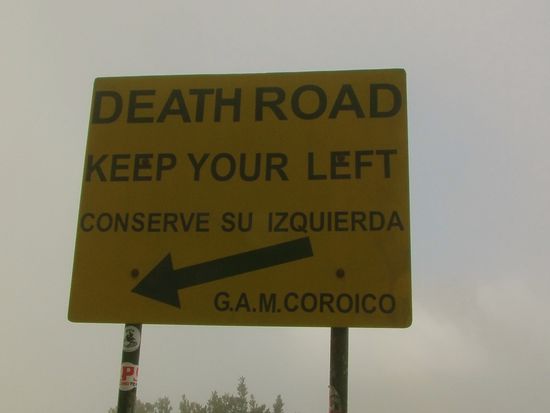 DEATH ROAD
KEEP YOUR LEFT
CONSERVE SU IZQUIERDA
G.A.M. COROICO